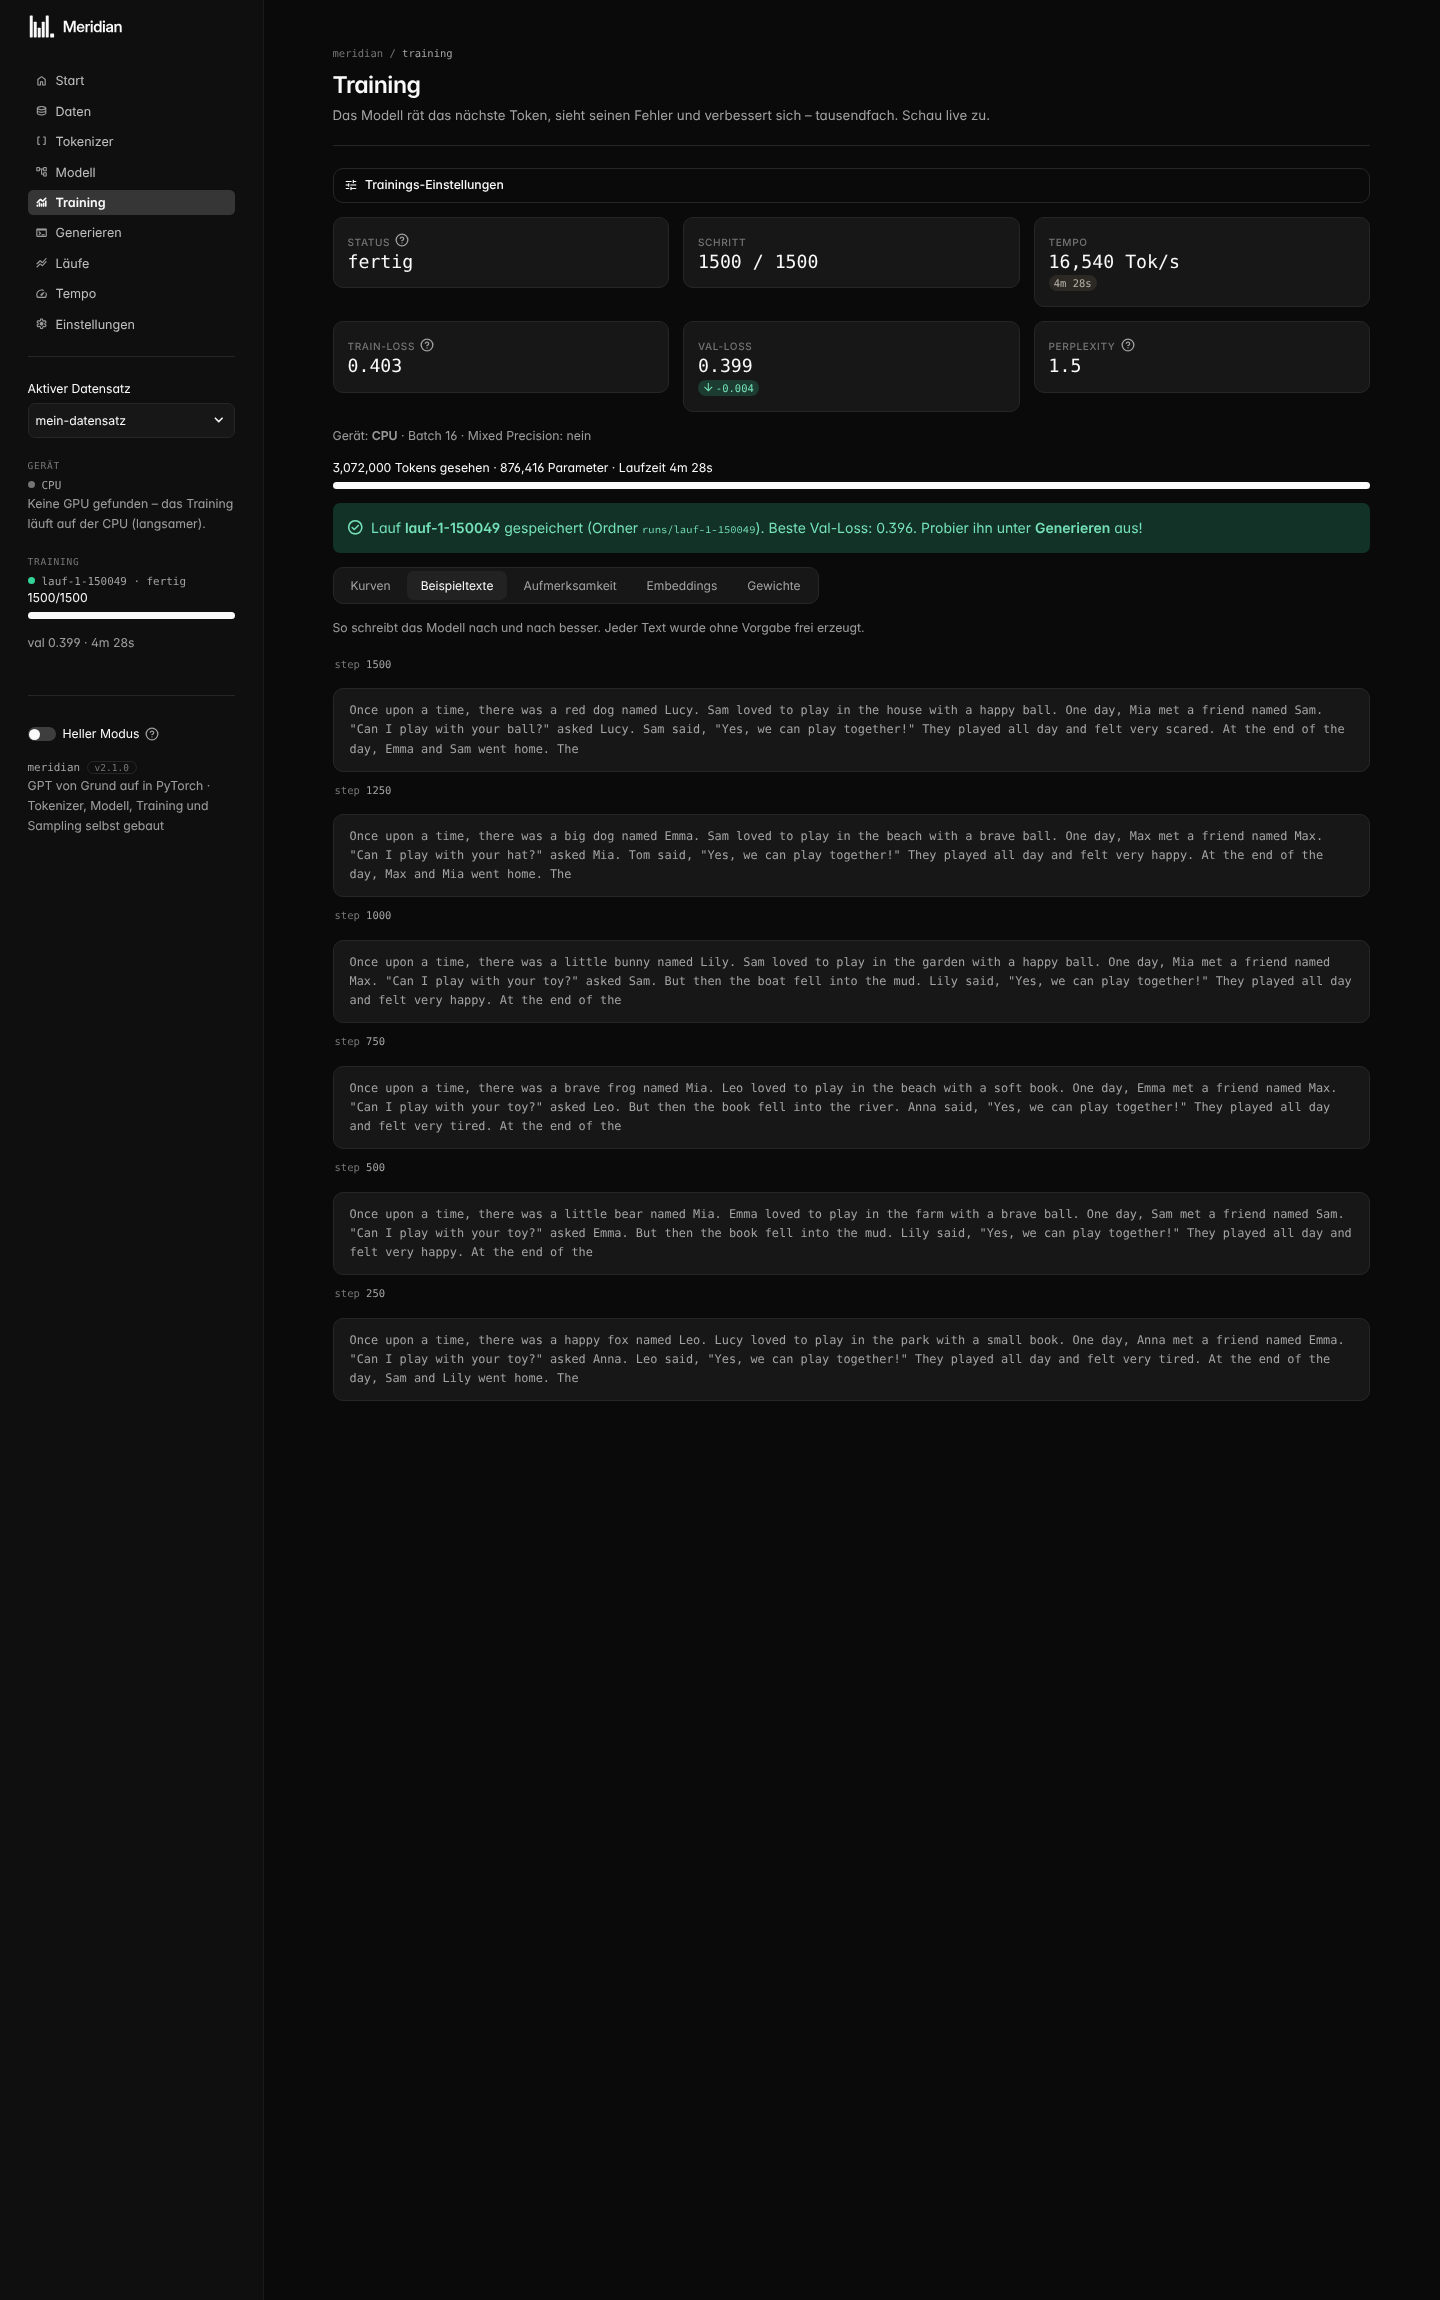 Meridian
Start
Daten
Tokenizer
Modell
Training
Generieren
Läufe
Tempo
Einstellungen
Aktiver Datensatz
mein-datensatz
GERÄT
CPU
Keine GPU gefunden – das Training
läuft auf der CPU (langsamer).
TRAINING
lauf-1-150049 · fertig
1500/1500
val 0.399 · 4m 28s
Heller Modus
meridian v2.1.0
GPT von Grund auf in PyTorch ·
Tokenizer, Modell, Training und
Sampling selbst gebaut
meridian / training
Training
Das Modell rät das nächste Token, sieht seinen Fehler und verbessert sich – tausendfach. Schau live zu.
Trainings-Einstellungen
STATUS
fertig
SCHRITT
1500 / 1500
TEMPO
16,540 Tok/s
4m 28s
TRAIN-LOSS
0.403
VAL-LOSS
0.399
-0.004
PERPLEXITY
1.5
Gerät: CPU · Batch 16 · Mixed Precision: nein
3,072,000 Tokens gesehen · 876,416 Parameter · Laufzeit 4m 28s
Lauf lauf-1-150049 gespeichert (Ordner runs/lauf-1-150049). Beste Val-Loss: 0.396. Probier ihn unter Generieren aus!
Kurven
Beispieltexte
Aufmerksamkeit
Embeddings
Gewichte
So schreibt das Modell nach und nach besser. Jeder Text wurde ohne Vorgabe frei erzeugt.
step 1500
Once upon a time, there was a red dog named Lucy. Sam loved to play in the house with a happy ball. One day, Mia met a friend named Sam.
"Can I play with your ball?" asked Lucy. Sam said, "Yes, we can play together!" They played all day and felt very scared. At the end of the
day, Emma and Sam went home. The
step 1250
Once upon a time, there was a big dog named Emma. Sam loved to play in the beach with a brave ball. One day, Max met a friend named Max.
"Can I play with your hat?" asked Mia. Tom said, "Yes, we can play together!" They played all day and felt very happy. At the end of the
day, Max and Mia went home. The
step 1000
Once upon a time, there was a little bunny named Lily. Sam loved to play in the garden with a happy ball. One day, Mia met a friend named
Max. "Can I play with your toy?" asked Sam. But then the boat fell into the mud. Lily said, "Yes, we can play together!" They played all day
and felt very happy. At the end of the
step 750
Once upon a time, there was a brave frog named Mia. Leo loved to play in the beach with a soft book. One day, Emma met a friend named Max.
"Can I play with your toy?" asked Leo. But then the book fell into the river. Anna said, "Yes, we can play together!" They played all day
and felt very tired. At the end of the
step 500
Once upon a time, there was a little bear named Mia. Emma loved to play in the farm with a brave ball. One day, Sam met a friend named Sam.
"Can I play with your toy?" asked Emma. But then the book fell into the mud. Lily said, "Yes, we can play together!" They played all day and
felt very happy. At the end of the
step 250
Once upon a time, there was a happy fox named Leo. Lucy loved to play in the park with a small book. One day, Anna met a friend named Emma.
"Can I play with your toy?" asked Anna. Leo said, "Yes, we can play together!" They played all day and felt very tired. At the end of the
day, Sam and Lily went home. The